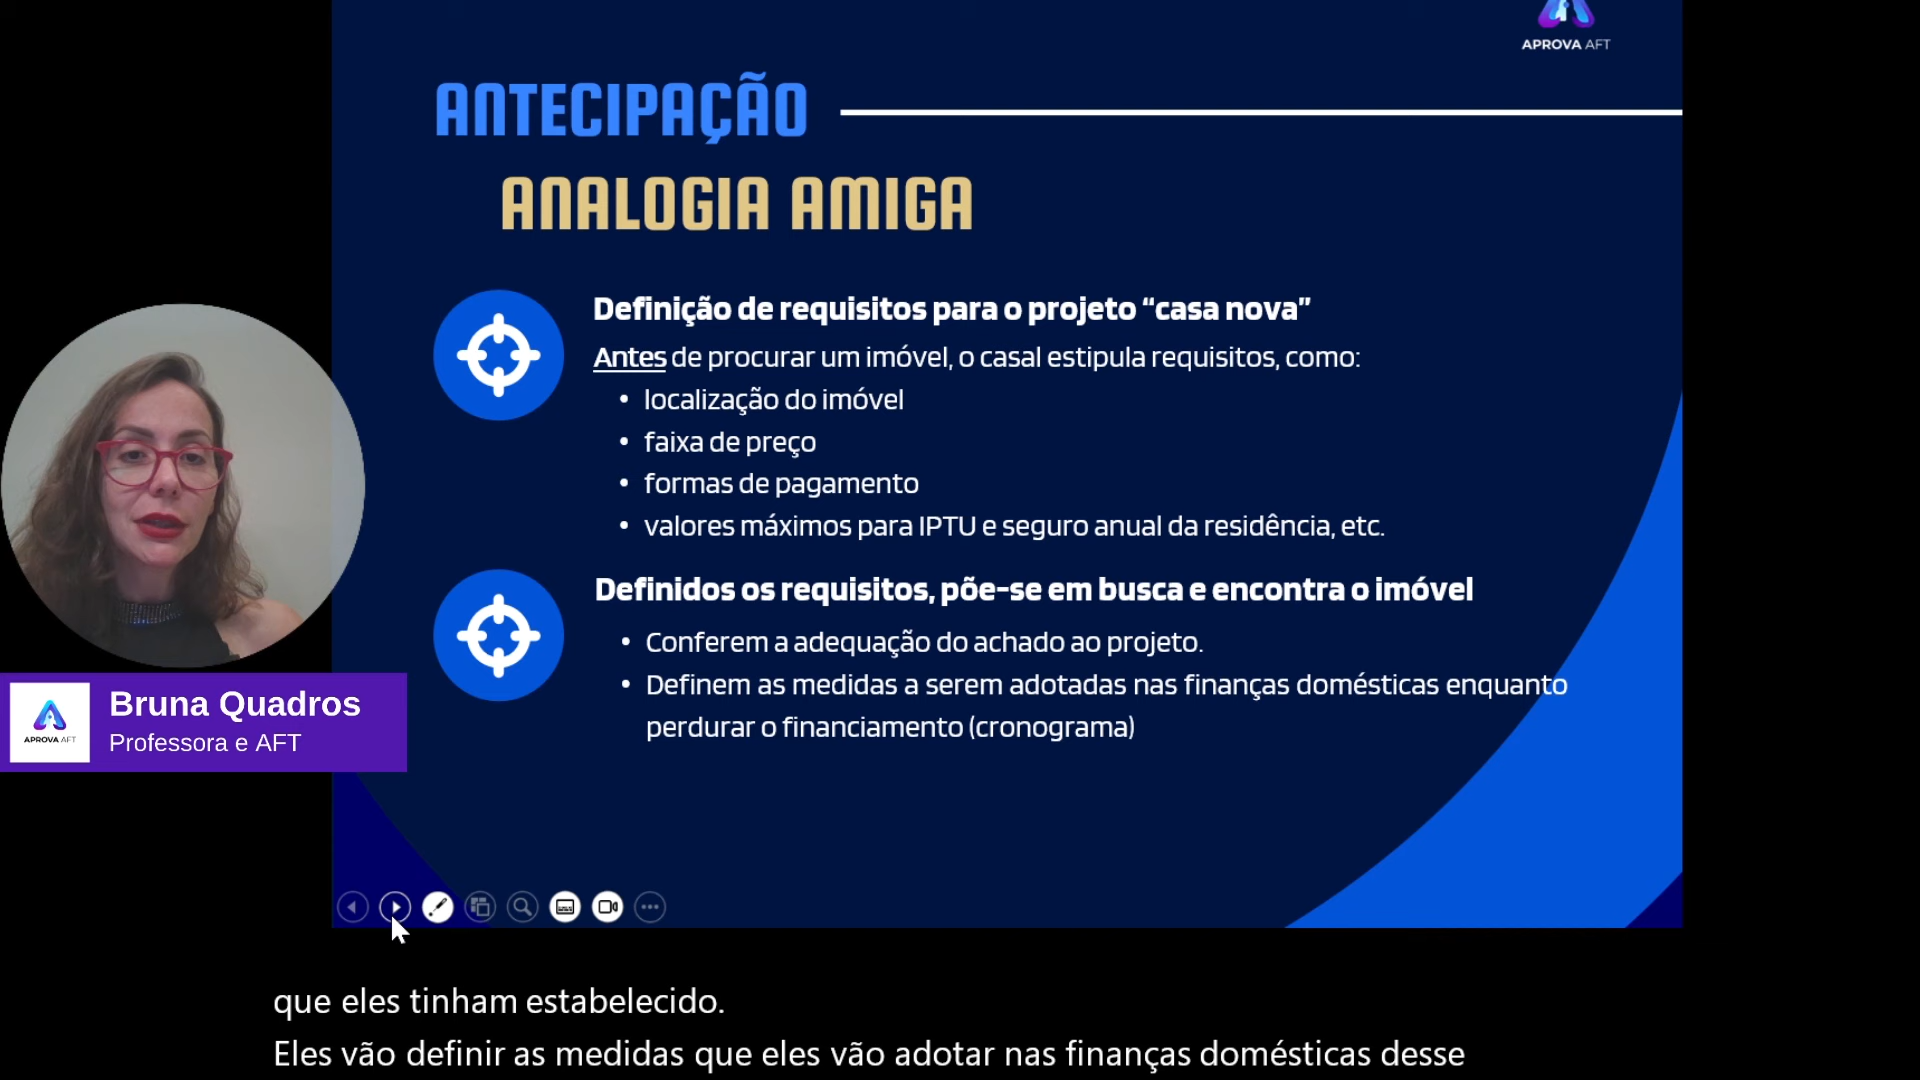 APROVA AFT
ANTECIPAÇÃO
ANALOGIA AMIGA
Definição de requisitos para o projeto “casa nova”
Antes de procurar um imóvel, o casal estipula requisitos, como:
• localização do imóvel
• faixa de preço
• formas de pagamento
• valores máximos para IPTU e seguro anual da residência, etc.
Definidos os requisitos, põe-se em busca e encontra o imóvel
• Conferem a adequação do achado ao projeto.
• Definem as medidas a serem adotadas nas finanças domésticas enquanto
perdurar o financiamento (cronograma)
APROVA AFT
Bruna Quadros
Professora e AFT
que eles tinham estabelecido.
Eles vão definir as medidas que eles vão adotar nas finanças domésticas desse